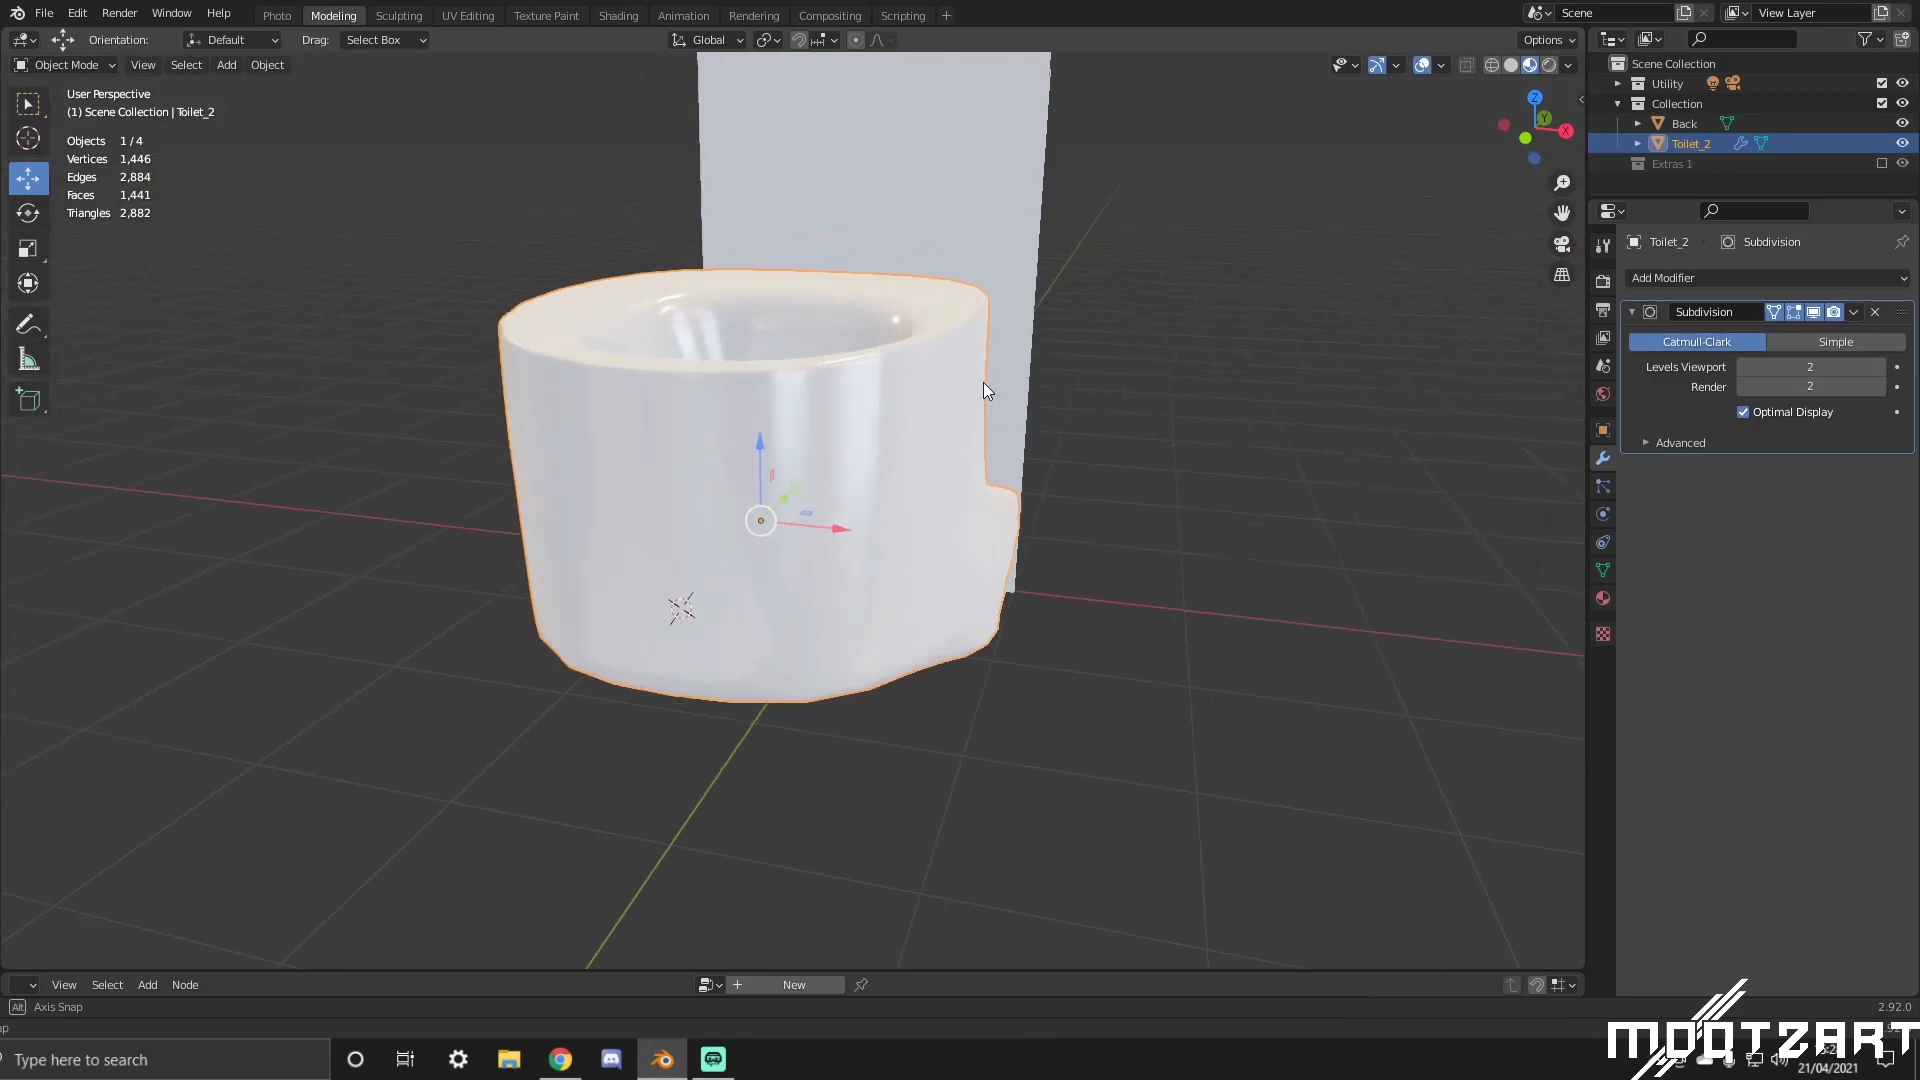 File Edit Render Window Help Photo Modeling Sculpting UV Editing Texture Paint Shading Animation Rendering Compositing Scripting + Scene View Layer
Orientation: Default Drag: Select Box Global Options
Object Mode View Select Add Object
User Perspective
(1) Scene Collection | Toilet_2
Objects 1 / 4
Vertices 1,446
Edges 2,884
Faces 1,441
Triangles 2,882
Z
Y
X
Scene Collection
Utility
Collection
Back
Toilet_2
Extras 1
Toilet_2 Subdivision
Add Modifier
Subdivision
Catmull-Clark Simple
Levels Viewport 2
Render 2
Optimal Display
Advanced
View Select Add Node + New
Alt Axis Snap 2.92.0
Type here to search
MOOTZART
21/04/2021